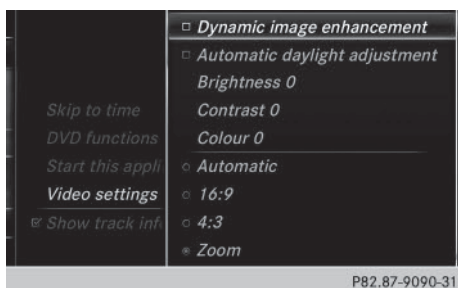 Skip to time
DVD functions
Start this appli
Video settings
Show track inf
Dynamic image enhancement
Automatic daylight adjustment
Brightness 0
Contrast 0
Colour 0
Automatic
16:9
4:3
Zoom
P82.87-9090-31